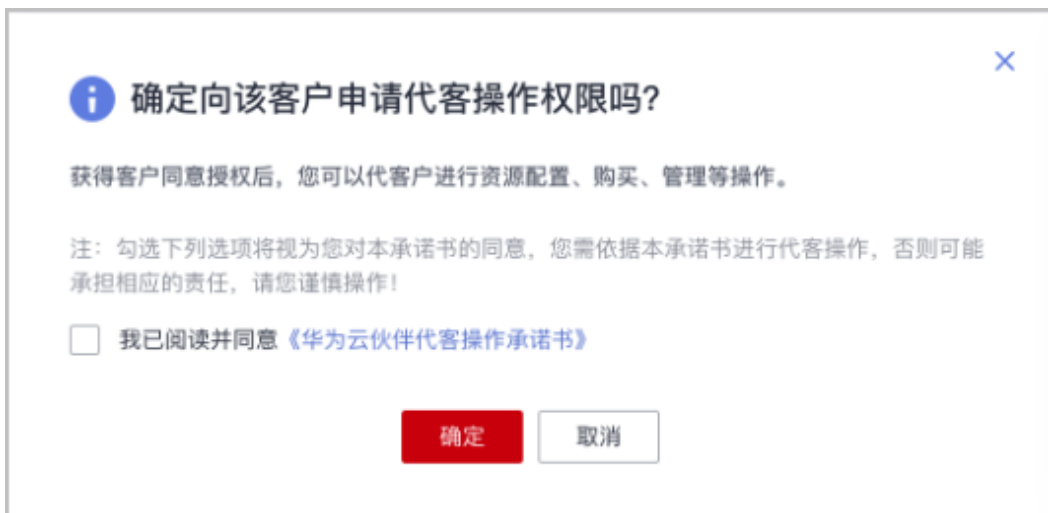 确定向该客户申请代客操作权限吗?
获得客户同意授权后，您可以代客户进行资源配置、购买、管理等操作。
注：勾选下列选项将视为您对本承诺书的同意，您需依据本承诺书进行代客操作，否则可能
承担相应的责任，请您谨慎操作！
我已阅读并同意《华为云伙伴代客操作承诺书》
确定 取消